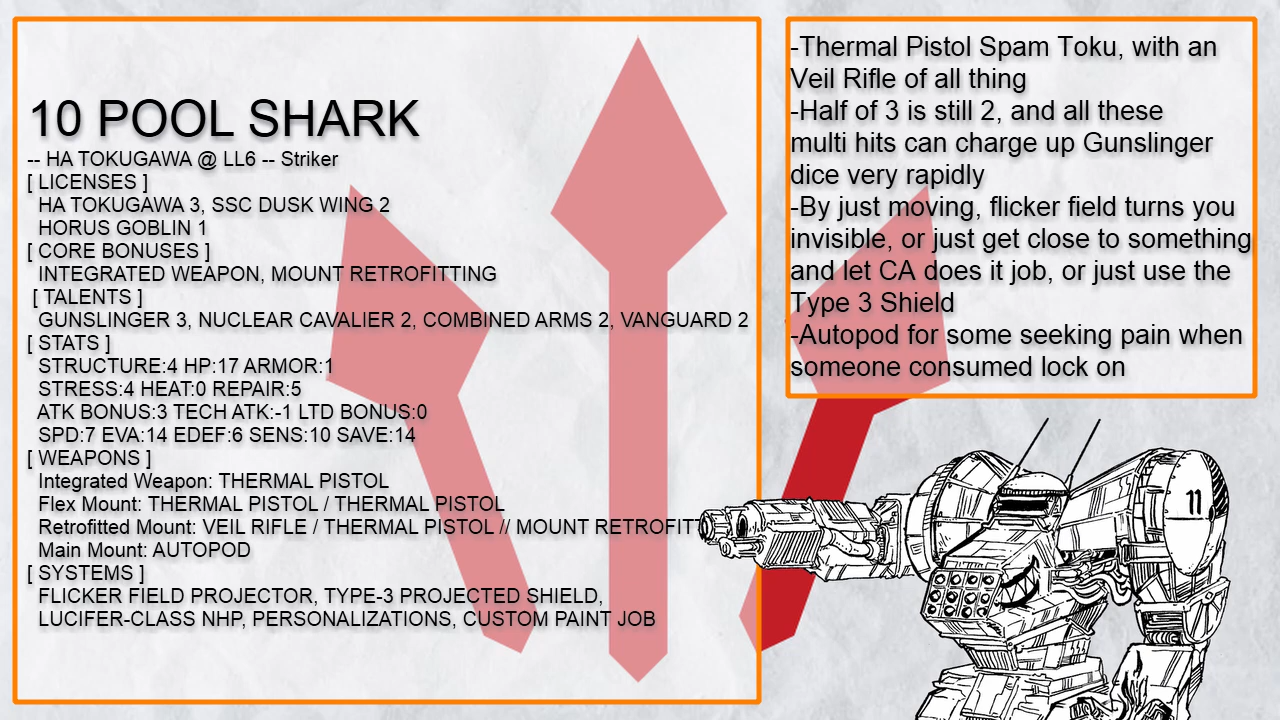 10 POOL SHARK
-- HA TOKUGAWA @ LL6 -- Striker
[ LICENSES ]
HA TOKUGAWA 3, SSC DUSK WING 2
HORUS GOBLIN 1
[ CORE BONUSES ]
INTEGRATED WEAPON, MOUNT RETROFITTING
[ TALENTS ]
GUNSLINGER 3, NUCLEAR CAVALIER 2, COMBINED ARMS 2, VANGUARD 2
[ STATS ]
STRUCTURE:4 HP:17 ARMOR:1
STRESS:4 HEAT:0 REPAIR:5
ATK BONUS:3 TECH ATK:-1 LTD BONUS:0
SPD:7 EVA:14 EDEF:6 SENS:10 SAVE:14
[ WEAPONS ]
Integrated Weapon: THERMAL PISTOL
Flex Mount: THERMAL PISTOL / THERMAL PISTOL
Retrofitted Mount: VEIL RIFLE / THERMAL PISTOL // MOUNT RETROFITT
Main Mount: AUTOPOD
[ SYSTEMS ]
FLICKER FIELD PROJECTOR, TYPE-3 PROJECTED SHIELD,
LUCIFER-CLASS NHP, PERSONALIZATIONS, CUSTOM PAINT JOB
-Thermal Pistol Spam Toku, with an
Veil Rifle of all thing
-Half of 3 is still 2, and all these
multi hits can charge up Gunslinger
dice very rapidly
-By just moving, flicker field turns you
invisible, or just get close to something
and let CA does it job, or just use the
Type 3 Shield
-Autopod for some seeking pain when
someone consumed lock on
11